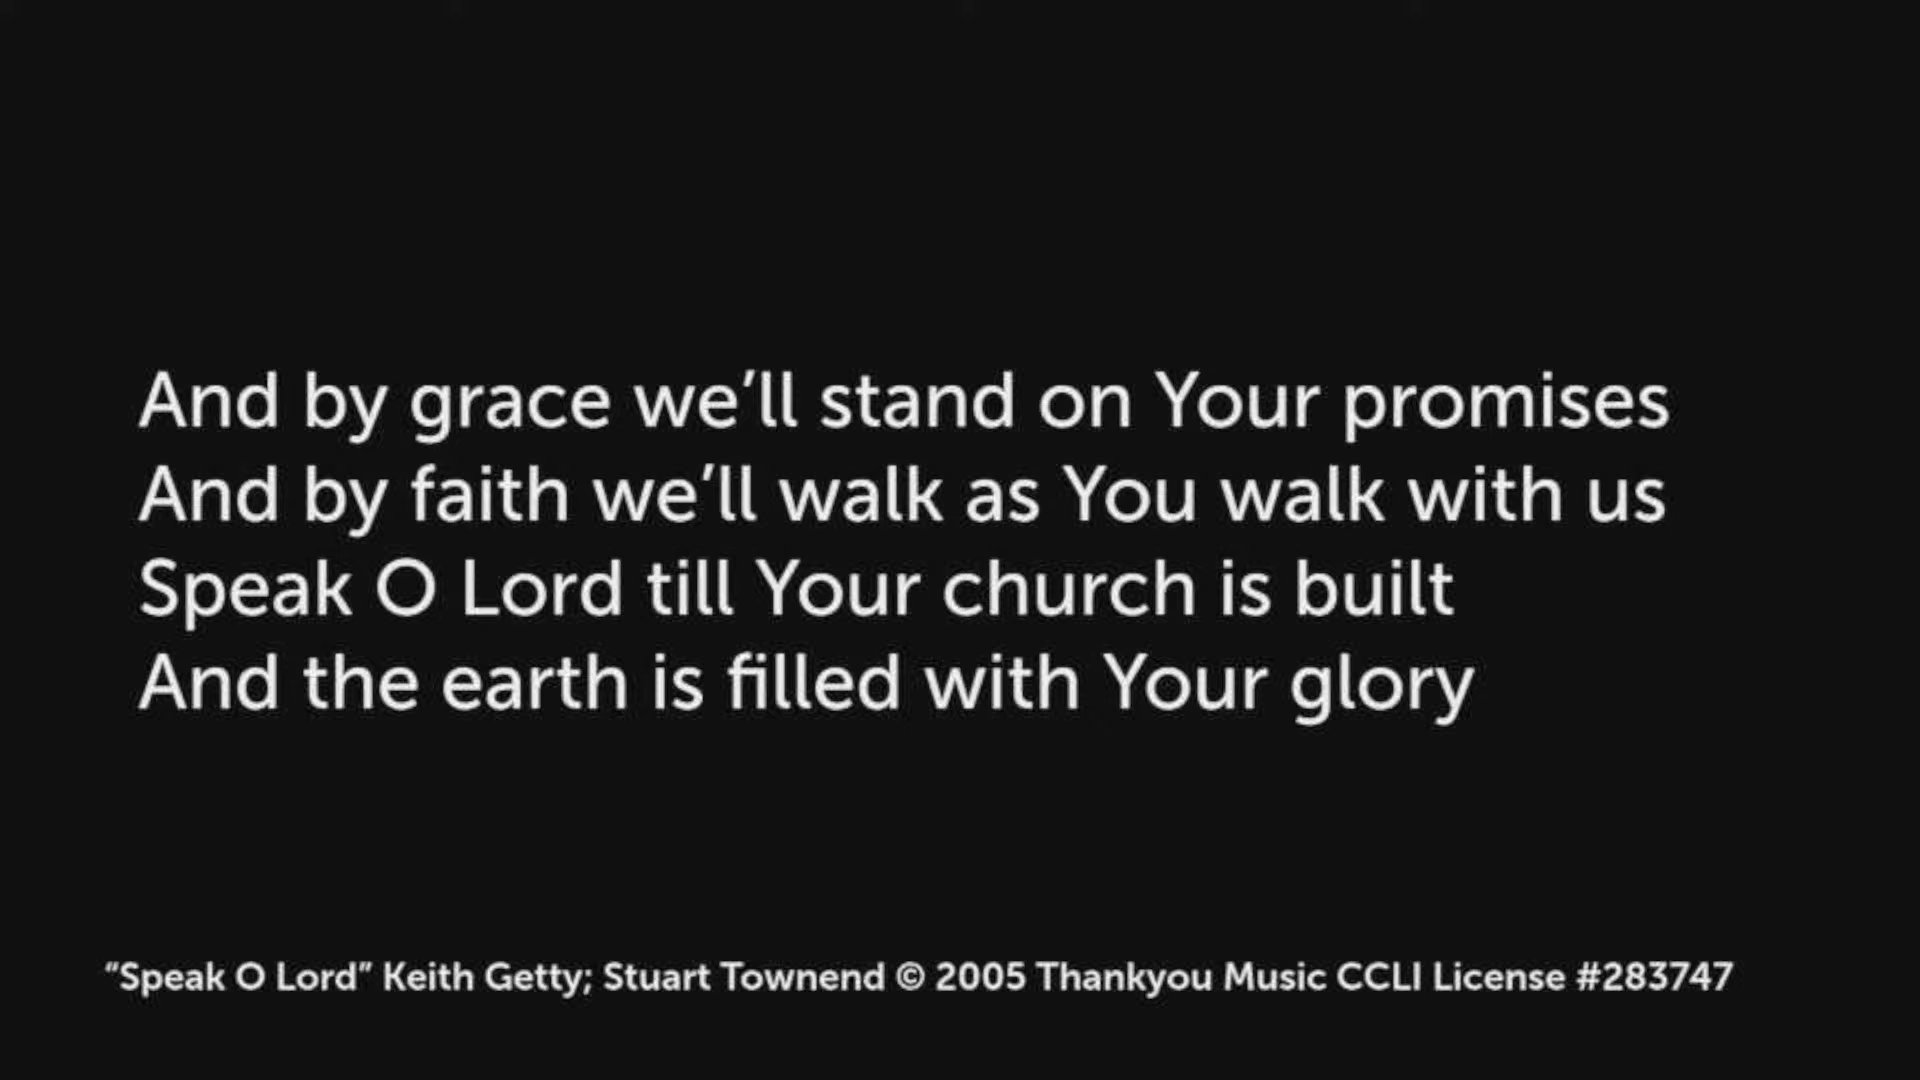 And by grace we’ll stand on Your promises
And by faith we’ll walk as You walk with us
Speak O Lord till Your church is built
And the earth is filled with Your glory
“Speak O Lord” Keith Getty; Stuart Townend © 2005 Thankyou Music CCLI License #283747